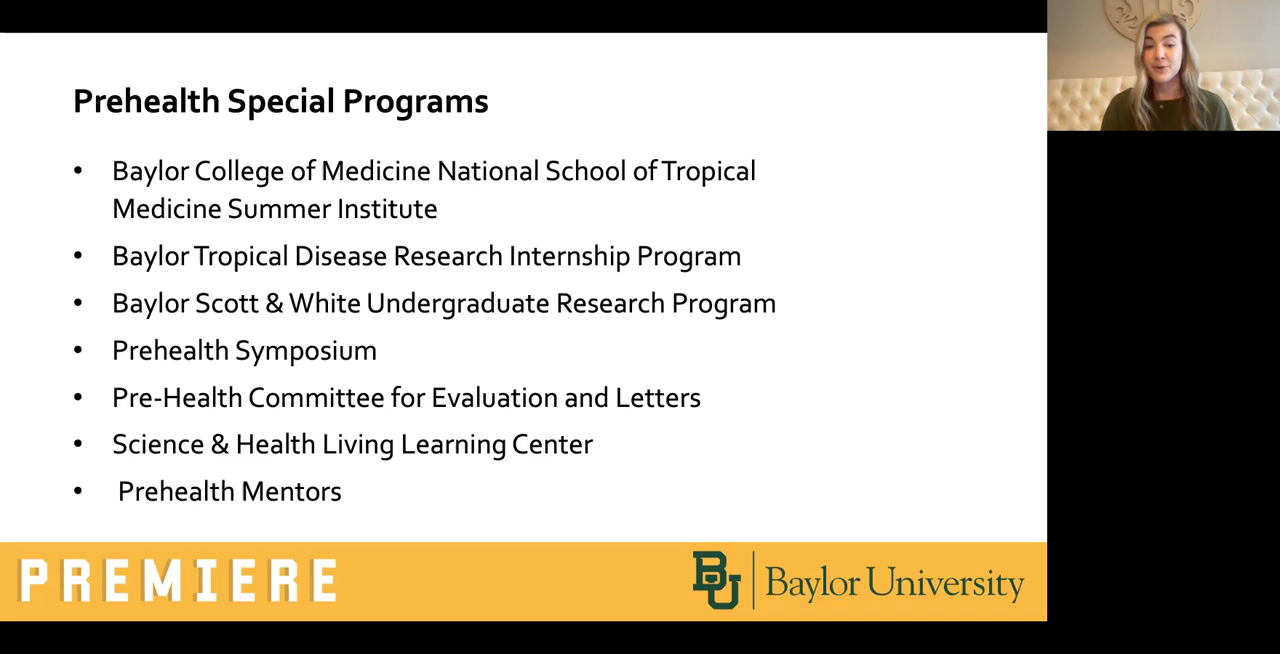 Prehealth Special Programs
• Baylor College of Medicine National School of Tropical
Medicine Summer Institute
• Baylor Tropical Disease Research Internship Program
• Baylor Scott & White Undergraduate Research Program
• Prehealth Symposium
• Pre-Health Committee for Evaluation and Letters
• Science & Health Living Learning Center
• Prehealth Mentors
PREMIERE
BU Baylor University